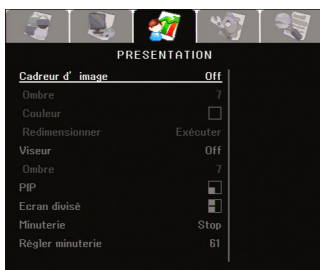 PRESENTATION
Cadreur d' image Off
Ombre 7
Couleur
Redimensionner Exécuter
Viseur Off
Ombre 7
PIP
Ecran divisé
Minuterie Stop
Régler minuterie 61